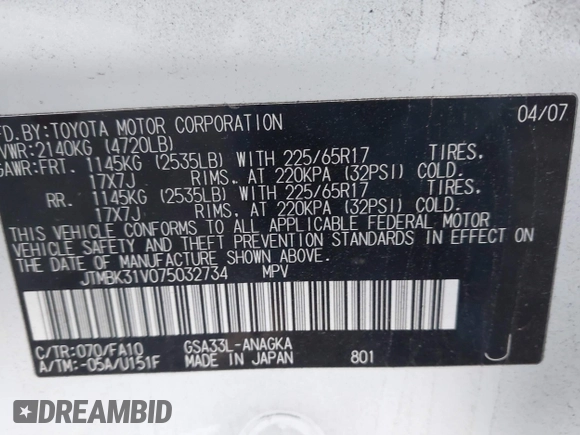 04/07
FD.BY:TOYOTA MOTOR CORPORATION
VWR:2140KG (4720LB)
GAWR:FRT. 1145KG (2535LB) WITH 225/65R17 TIRES,
17X7J RIMS, AT 220KPA (32PSI) COLD.
RR. 1145KG (2535LB) WITH 225/65R17 TIRES,
17X7J RIMS, AT 220KPA (32PSI) COLD.
THIS VEHICLE CONFORMS TO ALL APPLICABLE FEDERAL MOTOR
VEHICLE SAFETY AND THEFT PREVENTION STANDARDS IN EFFECT ON
THE DATE OF MANUFACTURE SHOWN ABOVE.
JTMBK31V075032734 MPV
C/TR:070/FA10 GSA33L-ANAGKA
A/TM:-05A/U151F MADE IN JAPAN 801 J
DREAMBID